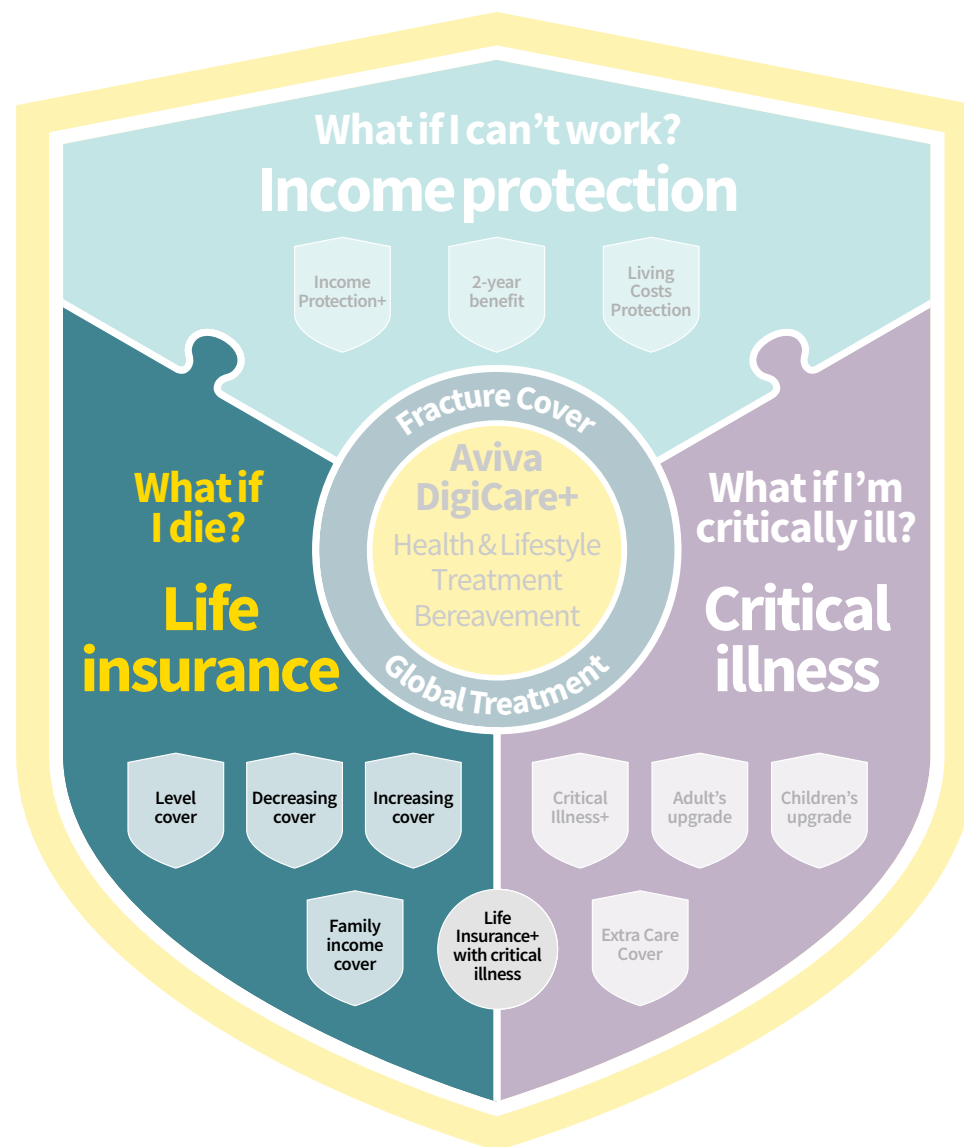 What if I can't work?
Income protection
Income
Protection+
2-year
benefit
Living
Costs
Protection
Fracture Cover
Aviva
DigiCare+
Health & Lifestyle
Treatment
Bereavement
Global Treatment
What if
I die?
Life
insurance
What if I'm
critically ill?
Critical
illness
Level
cover
Decreasing
cover
Increasing
cover
Critical
Illness+
Adult's
upgrade
Children's
upgrade
Family
income
cover
Life
Insurance+
with critical
illness
Extra Care
Cover